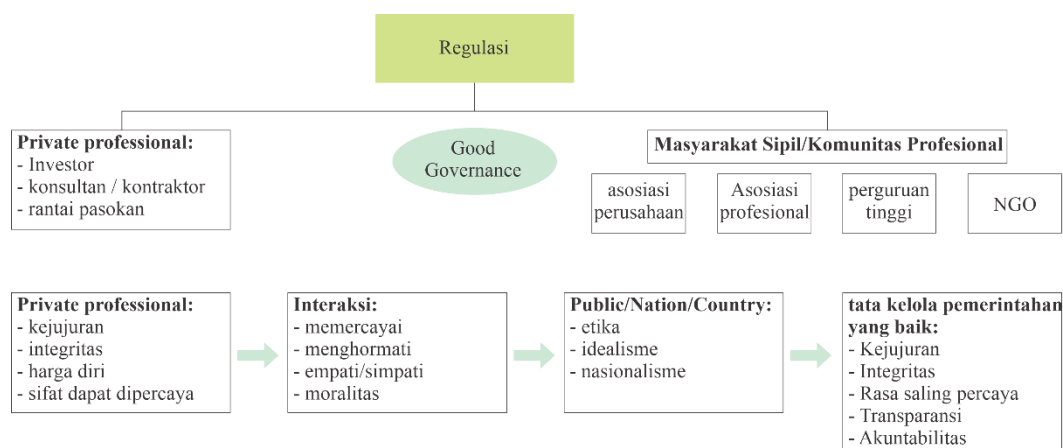 Regulasi
Private professional:
- Investor
- konsultan / kontraktor
- rantai pasokan
Good
Governance
Masyarakat Sipil/Komunitas Profesional
asosiasi
perusahaan
Asosiasi
profesional
perguruan
tinggi
NGO
Private professional:
- kejujuran
- integritas
- harga diri
- sifat dapat dipercaya
Interaksi:
- memercayai
- menghormati
- empati/simpati
- moralitas
Public/Nation/Country:
- etika
- idealisme
- nasionalisme
tata kelola pemerintahan
yang baik:
- Kejujuran
- Integritas
- Rasa saling percaya
- Transparansi
- Akuntabilitas